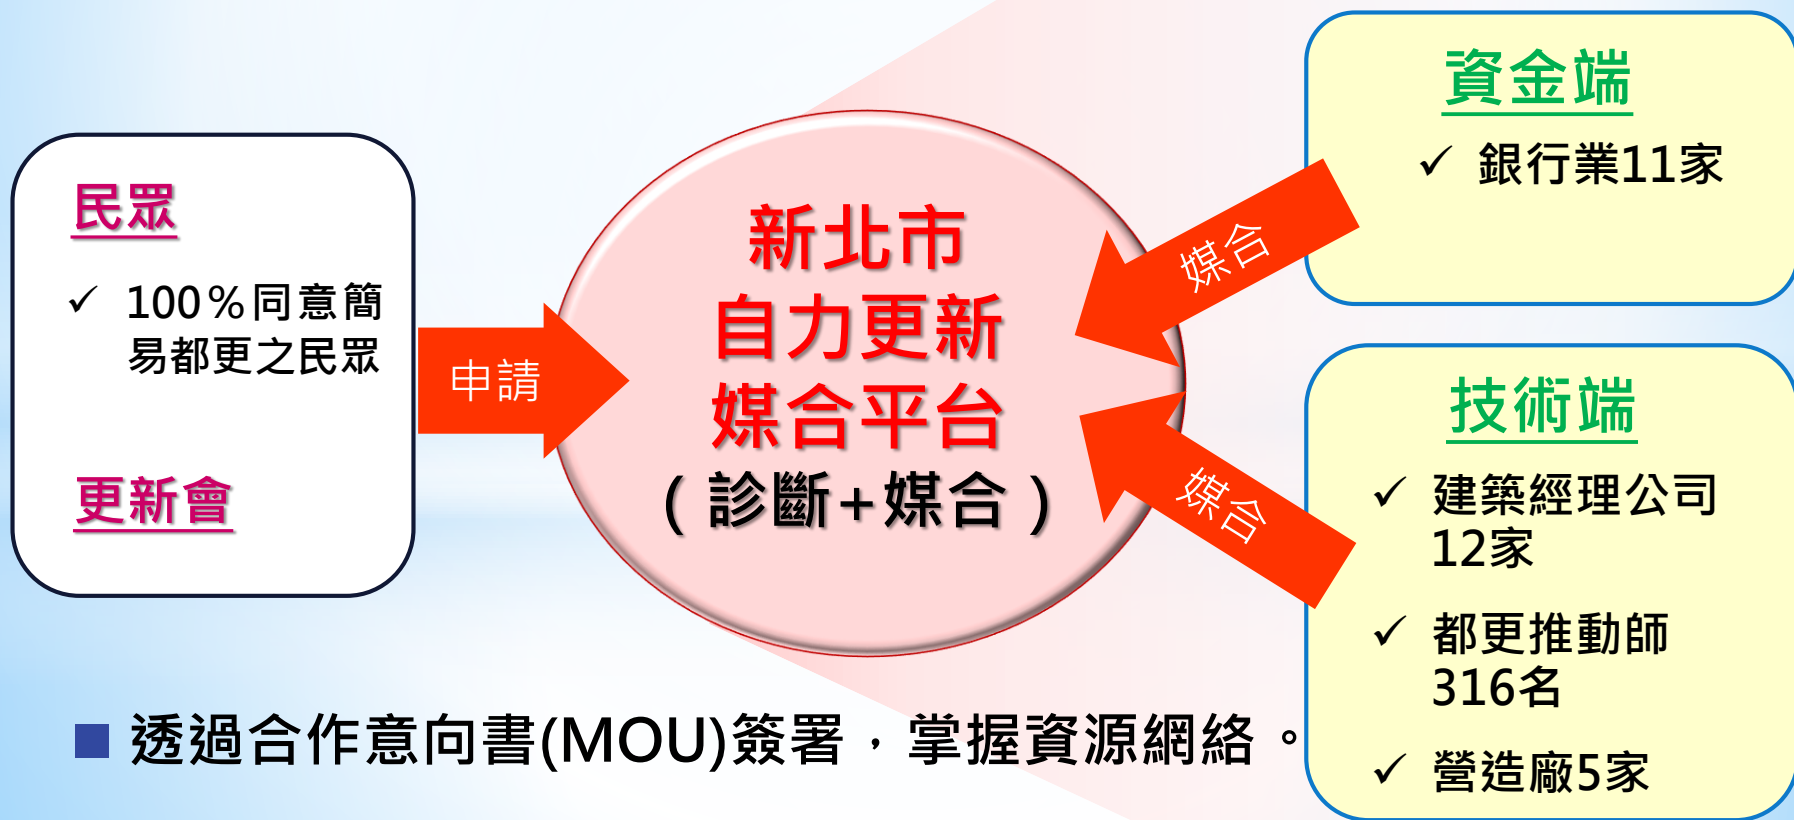 民眾
✓ 100%同意簡
易都更之民眾
更新會
申請
新北市
自力更新
媒合平台
(診斷+媒合)
媒合
媒合
資金端
✓ 銀行業11家
技術端
✓ 建築經理公司
12家
✓ 都更推動師
316名
✓ 營造廠5家
■ 透過合作意向書(MOU)簽署，掌握資源網絡。